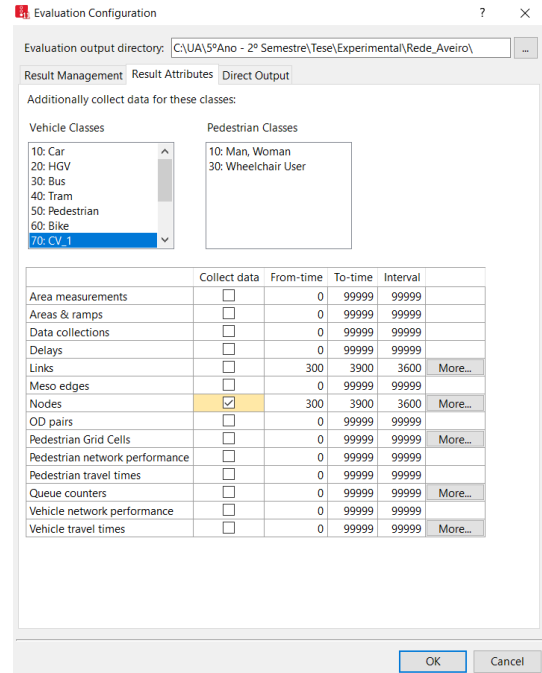 Evaluation Configuration ? ×
Evaluation output directory: C:\UA\5ºAno - 2º Semestre\Tese\Experimental\Rede_Aveiro\ ...
Result Management Result Attributes Direct Output
Additionally collect data for these classes:
Vehicle Classes Pedestrian Classes
10: Car 10: Man, Woman
20: HGV 30: Wheelchair User
30: Bus
40: Tram
50: Pedestrian
60: Bike
70: CV_1
Collect data From-time To-time Interval
Area measurements 0 99999 99999
Areas & ramps 0 99999 99999
Data collections 0 99999 99999
Delays 0 99999 99999
Links 300 3900 3600 More...
Meso edges 0 99999 99999
Nodes 300 3900 3600 More...
OD pairs 0 99999 99999
Pedestrian Grid Cells 0 99999 99999 More...
Pedestrian network performance 0 99999 99999
Pedestrian travel times 0 99999 99999
Queue counters 0 99999 99999 More...
Vehicle network performance 0 99999 99999
Vehicle travel times 0 99999 99999 More...
OK Cancel